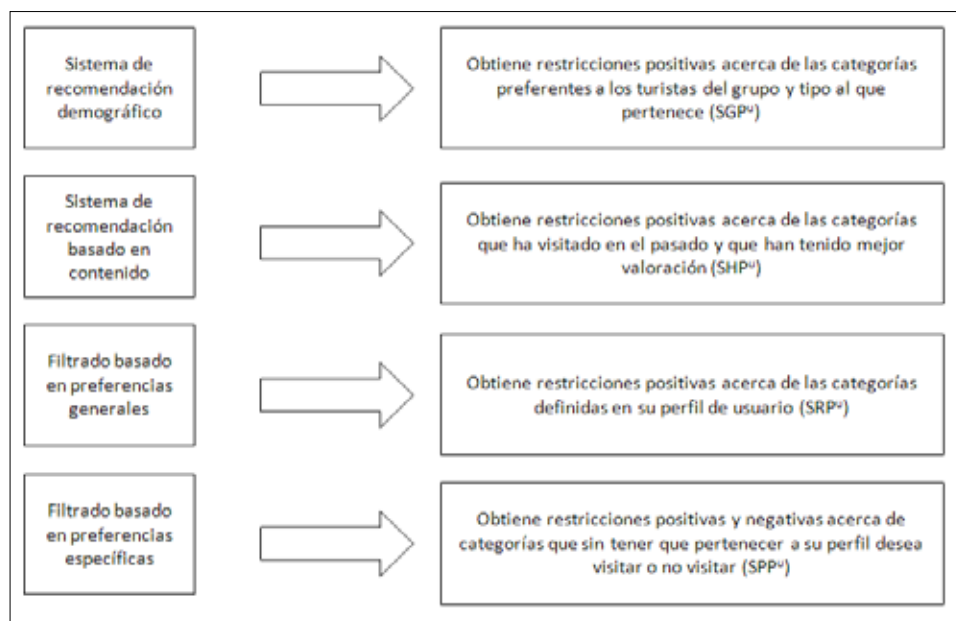 Sistema de
recomendación
demográfico
Obtiene restricciones positivas acerca de las categorías
preferentes a los turistas del grupo y tipo al que
pertenece (SGPᵘ)
Sistema de
recomendación
basado en
contenido
Obtiene restricciones positivas acerca de las categorías
que ha visitado en el pasado y que han tenido mejor
valoración (SHPᵘ)
Filtrado basado
en preferencias
generales
Obtiene restricciones positivas acerca de las categorías
definidas en su perfil de usuario (SRPᵘ)
Filtrado basado
en preferencias
específicas
Obtiene restricciones positivas y negativas acerca de
categorías que sin tener que pertenecer a su perfil desea
visitar o no visitar (SPPᵘ)